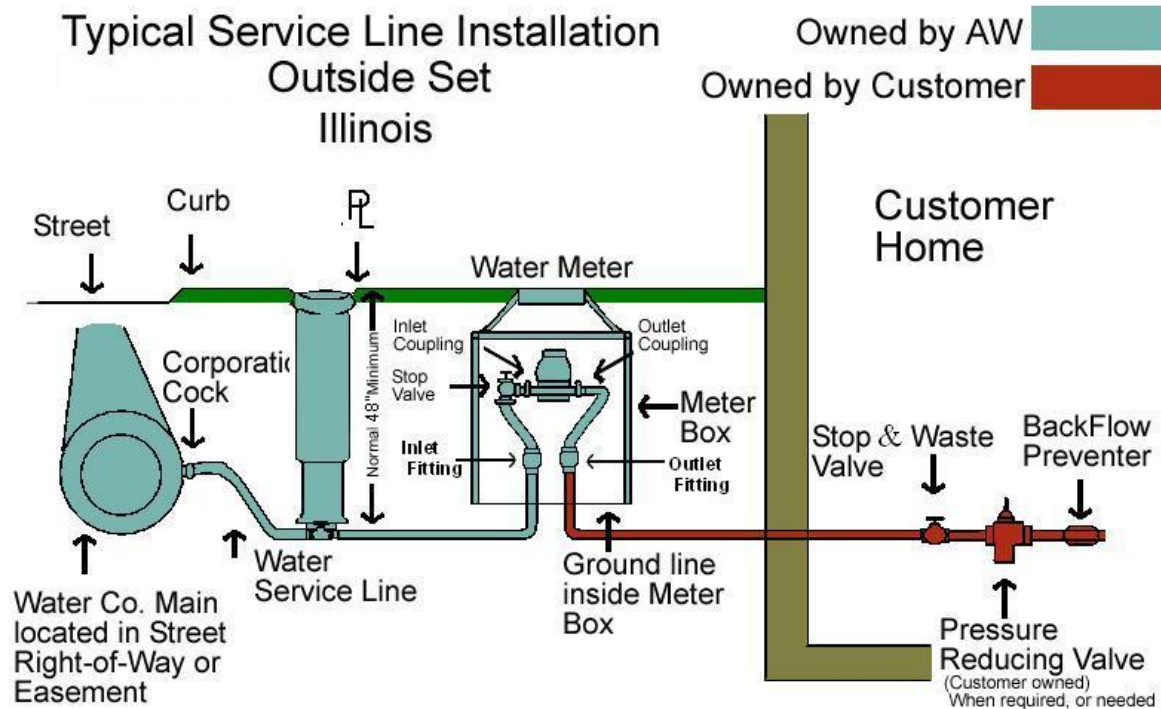 Typical Service Line Installation
Outside Set
Illinois
Owned by AW
Owned by Customer
Street
Curb
PL
Water Meter
Customer
Home
Corporatic
Cock
Normal 48"Minimum
Inlet
Coupling
Outlet
Coupling
Stop
Valve
Inlet
Fitting
Outlet
Fitting
Meter
Box
Stop & Waste
Valve
BackFlow
Preventer
Water
Service Line
Ground line
inside Meter
Box
Water Co. Main
located in Street
Right-of-Way or
Easement
Pressure
Reducing Valve
(Customer owned)
When required, or needed